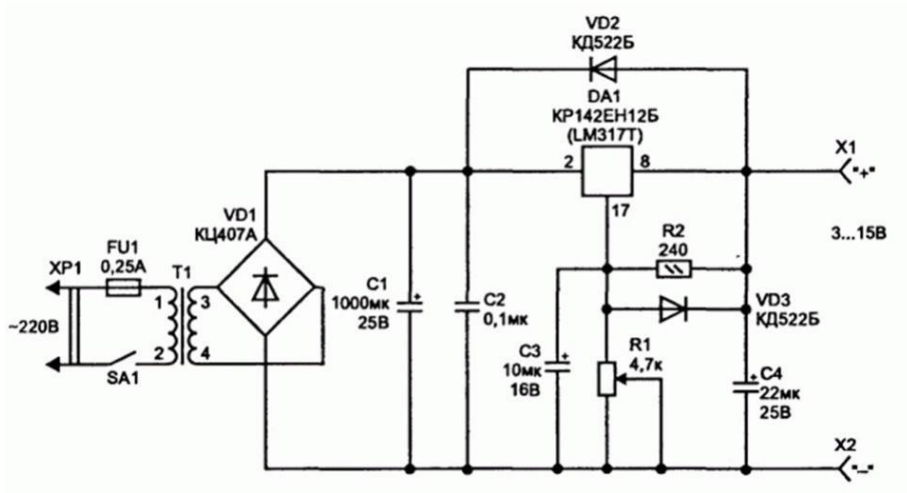 VD2
КД522Б
DA1
КР142ЕН12Б
(LM317T)
2
8
17
X1
"+"
3...15В
VD1
КЦ407А
FU1
0,25А
XP1
T1
1
3
2
4
~220В
SA1
C1
1000мк
25В
+
C2
0,1мк
C3
10мк
16В
+
R2
240
VD3
КД522Б
R1
4,7к
+
C4
22мк
25В
X2
"–"